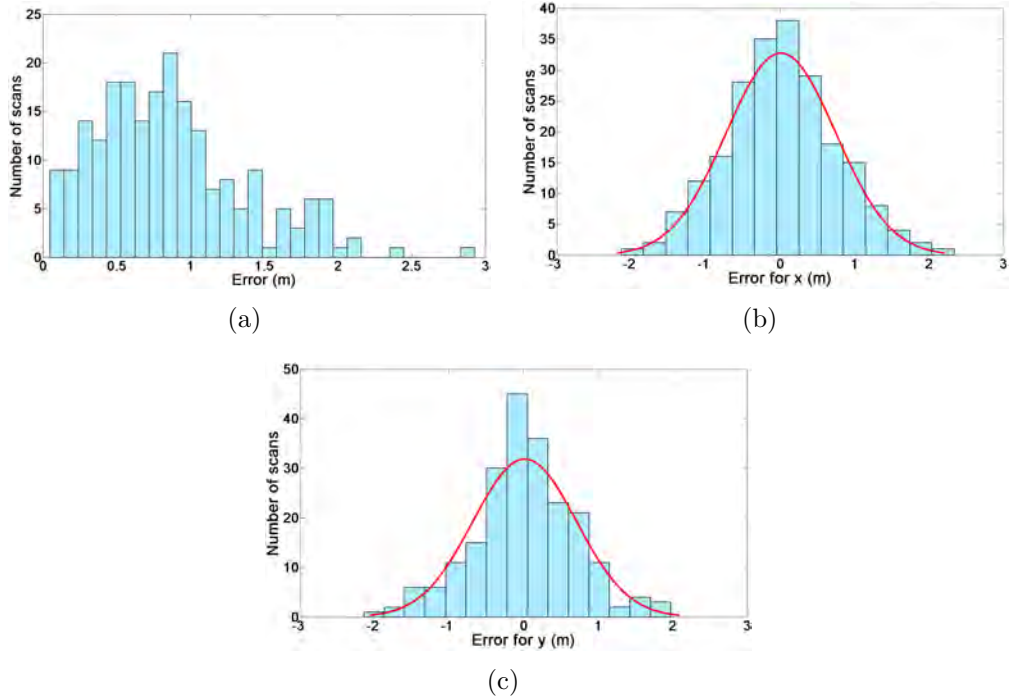 25
20
15
10
5
0
Number of scans
0 0.5 1 1.5 2 2.5 3
Error (m)
(a)
40
35
30
25
20
15
10
5
0
Number of scans
-3 -2 -1 0 1 2 3
Error for x (m)
(b)
50
40
30
20
10
0
Number of scans
-3 -2 -1 0 1 2 3
Error for y (m)
(c)